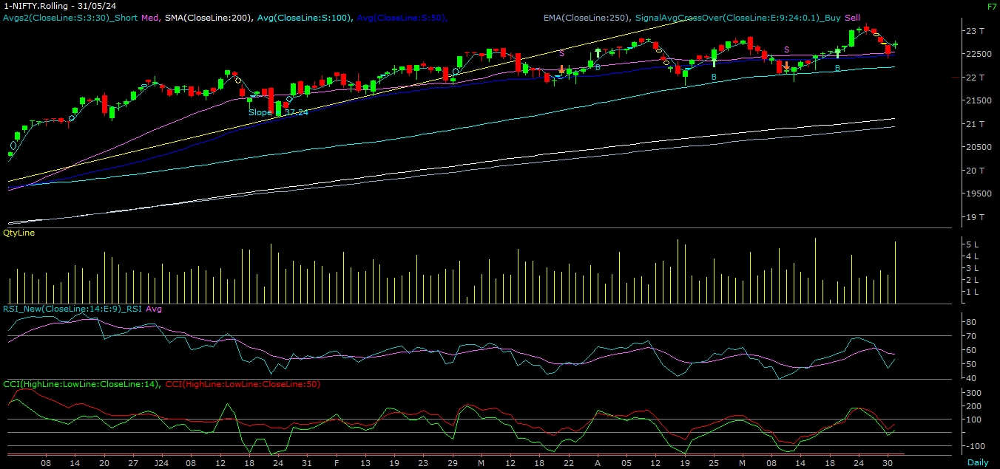 1-NIFTY.Rolling - 31/05/24 F7
Avgs2(CloseLine:S:3:30)_Short Med, SMA(CloseLine:200), Avg(CloseLine:S:100), Avg(CloseLine:S:50), EMA(CloseLine:250), SignalAvgCrossOver(CloseLine:E:9:24:0.1)_Buy Sell
23 T
S
S
22500
B
B
B
22 T
21500
Slope = 37.24
21 T
20500
20 T
19500
19 T
QtyLine
5 L
4 L
3 L
2 L
1 L
RSI_New(CloseLine:14:E:9)_RSI Avg
80
70
60
50
40
CCI(HighLine:LowLine:CloseLine:14), CCI(HighLine:LowLine:CloseLine:50)
300
200
100
-100
08 14 20 27 '24 08 12 18 24 31 F 13 19 23 29 M 12 18 22 A 05 12 19 25 M 08 14 18 24 30 Daily